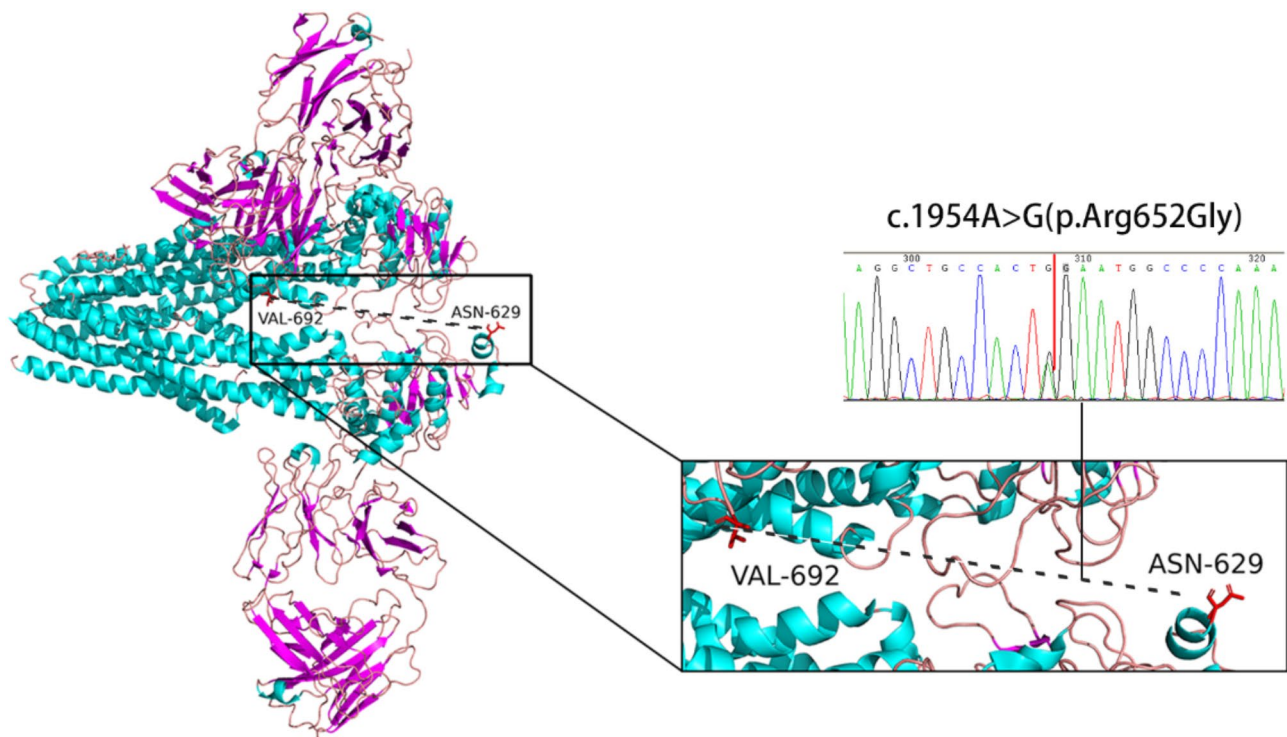 c.1954A>G(p.Arg652Gly)
300 310 320
A G G C T G C C A C T G G A A T G G C C C C A A A
VAL-692
ASN-629
VAL-692
ASN-629